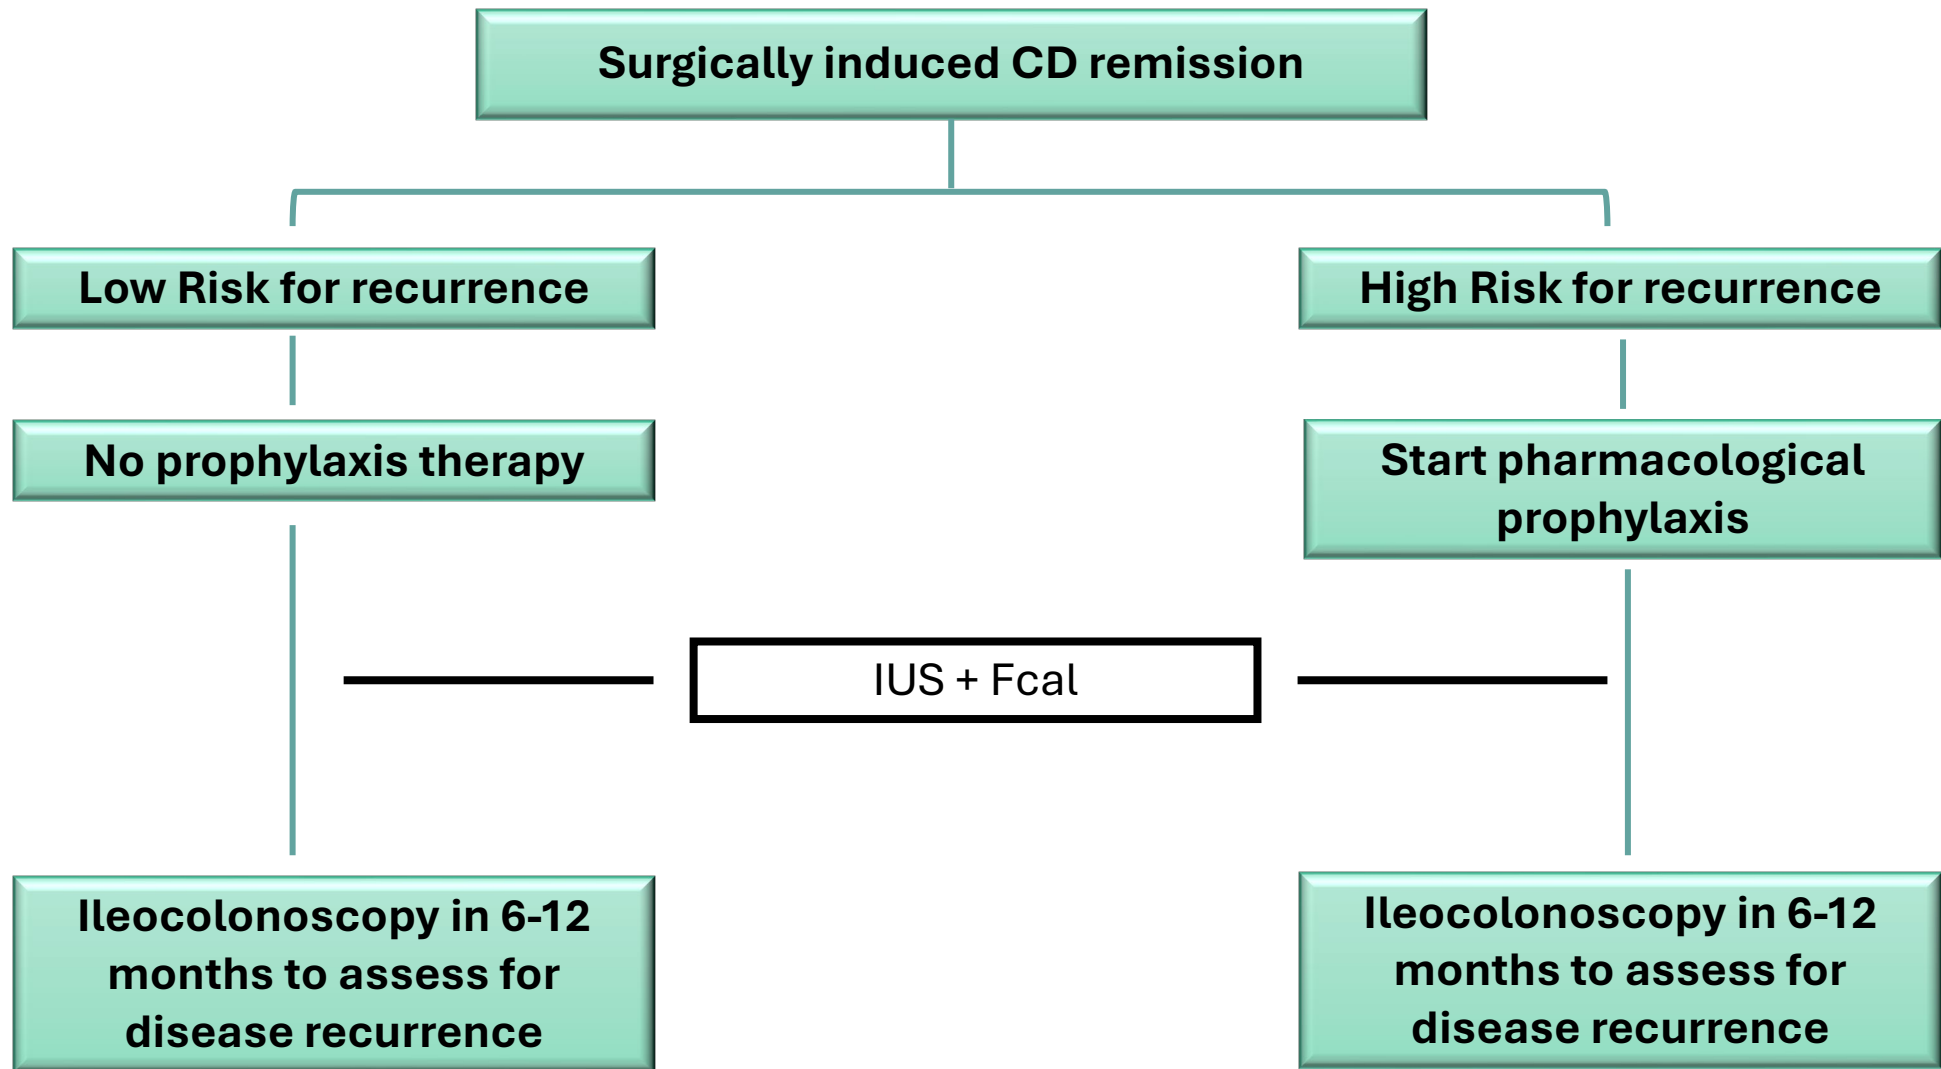 Surgically induced CD remission
Low Risk for recurrence
High Risk for recurrence
No prophylaxis therapy
Start pharmacological
prophylaxis
IUS + Fcal
Ileocolonoscopy in 6-12
months to assess for
disease recurrence
Ileocolonoscopy in 6-12
months to assess for
disease recurrence